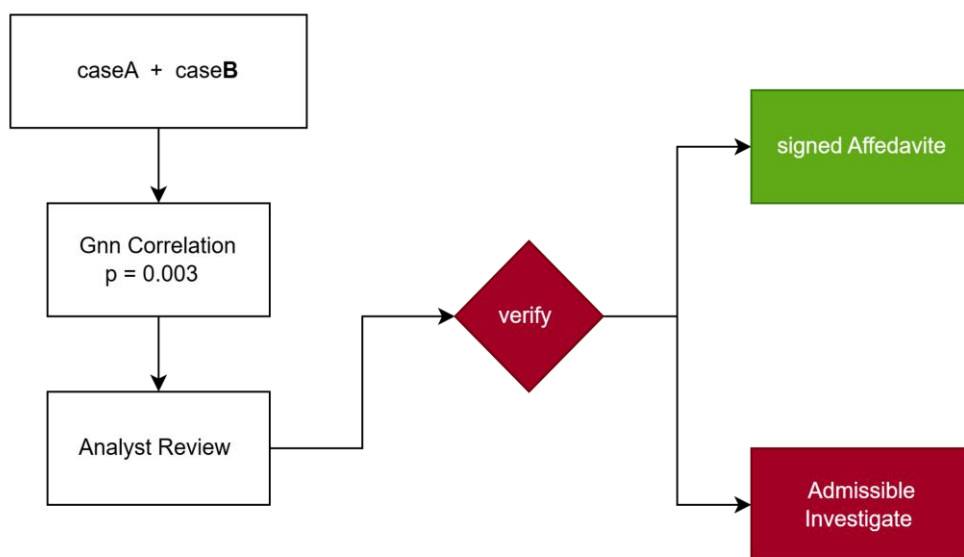 caseA + caseB
Gnn Correlation
p = 0.003
Analyst Review
verify
signed Affedavite
Admissible
Investigate